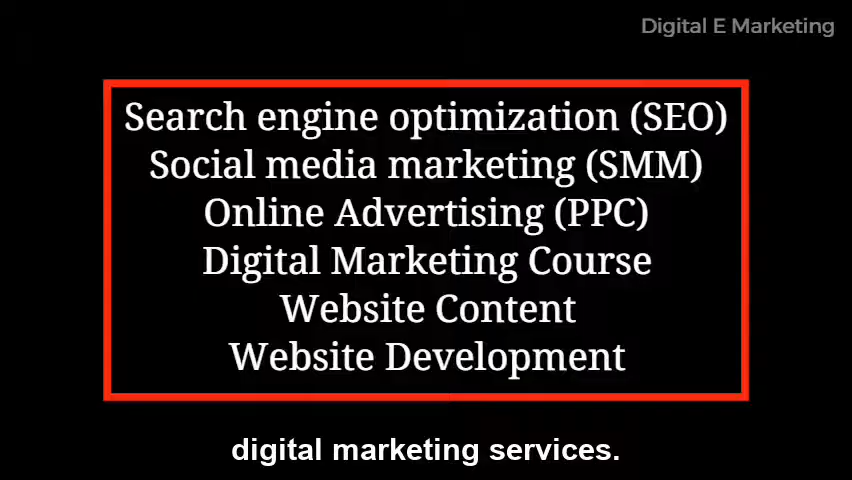 Digital E Marketing
Search engine optimization (SEO)
Social media marketing (SMM)
Online Advertising (PPC)
Digital Marketing Course
Website Content
Website Development
digital marketing services.